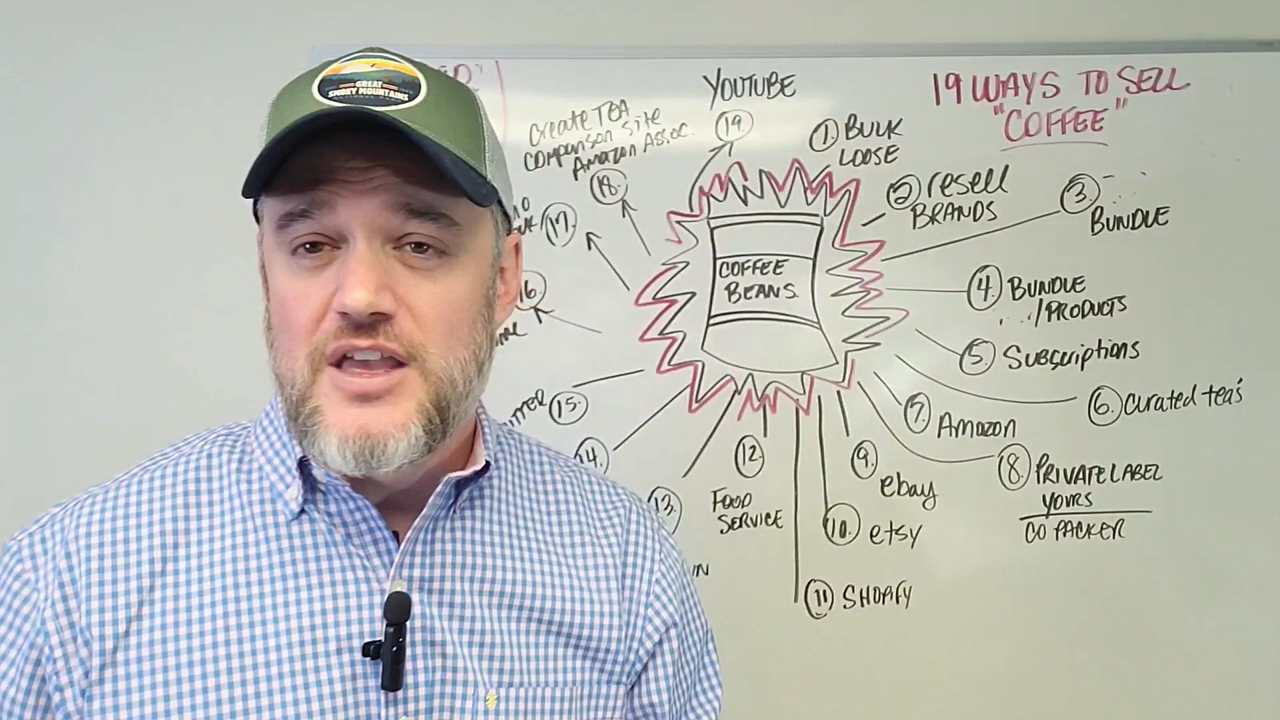 GREAT
SMOKY MOUNTAINS
19 WAYS TO SELL
"COFFEE"
COFFEE
BEANS
1. BULK
LOOSE
2 resell
BRANDS
3.
BUNDLE
4. BUNDLE
/PRODUCTS
5. Subscriptions
6. Curated tea's
7.
Amazon
8. PRIVATE LABEL
YOURS
CO PACKER
9.
ebay
10. etsy
11 SHOPIFY
12.
FOOD
SERVICE
13.
14.
15.
16.
17.
18.
Create TEA
Comparison Site
Amazon Assoc.
19.
YOUTUBE